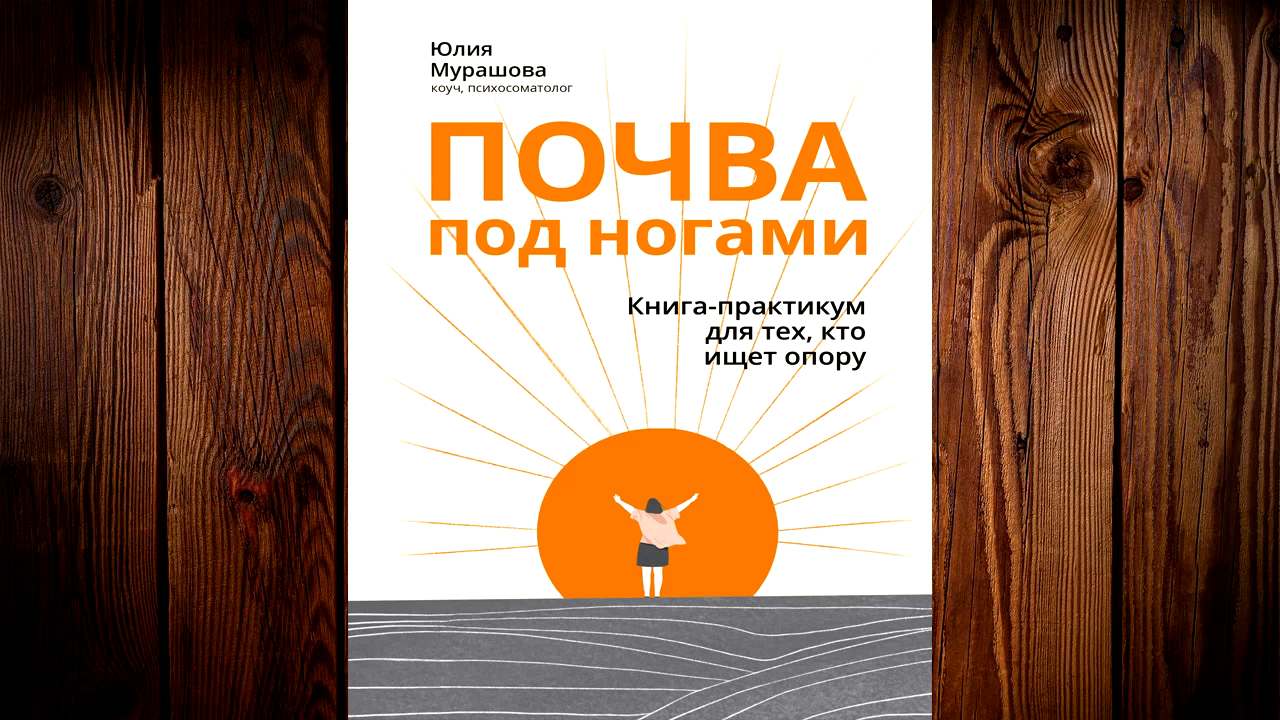 Юлия
Мурашова
коуч, психосоматолог
ПОЧВА
под ногами
Книга-практикум
для тех, кто
ищет опору